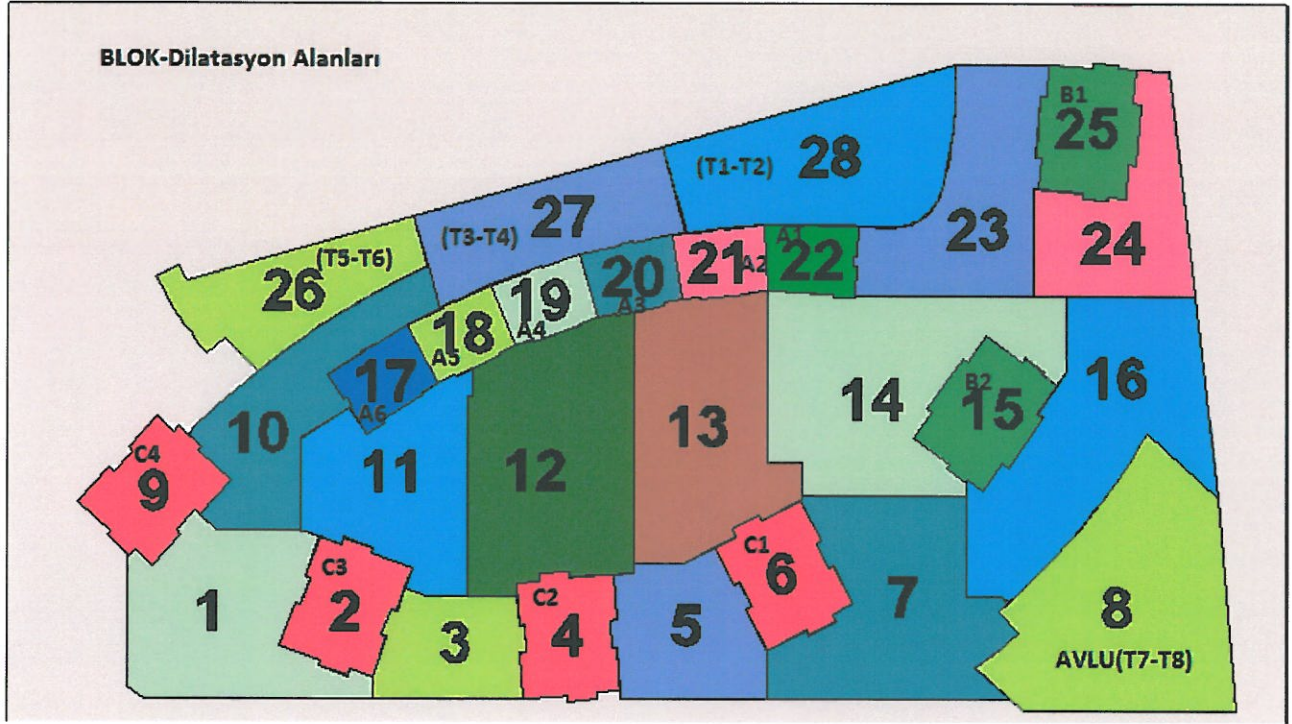 BLOK-Dilatasyon Alanları
B1
25
(T1-T2) 28
(T3-T4) 27
23
24
(T5-T6)
26
A1
22
21 A2
20
A3
19
A4
18
A5
17
A6
16
14
B2
15
13
12
11
10
C4
9
C3
2
C2
4
C1
6
1
3
5
7
8
AVLU(T7-T8)